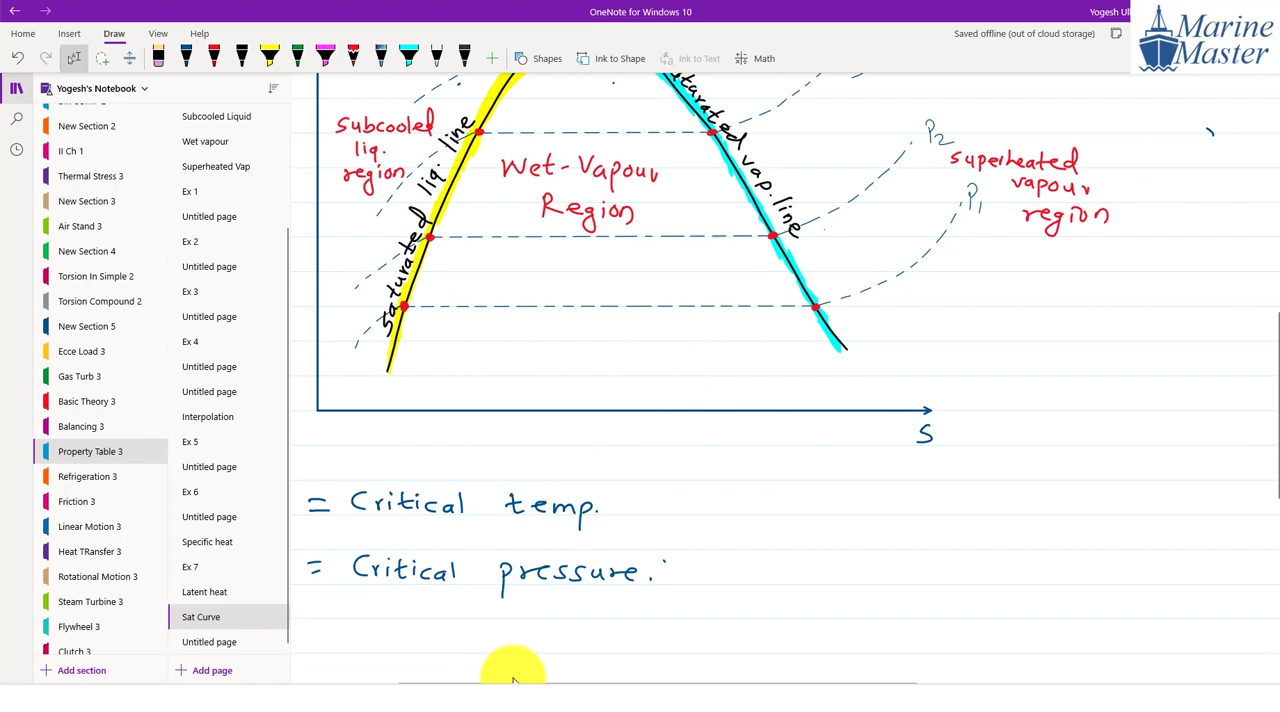 OneNote for Windows 10
Yogesh Ul
Marine
Master
Home
Insert
Draw
View
Help
Saved offline (out of cloud storage)
Shapes
Ink to Shape
Ink to Text
Math
Yogesh's Notebook
New Section 2
II Ch 1
Thermal Stress 3
New Section 3
Air Stand 3
New Section 4
Torsion In Simple 2
Torsion Compound 2
New Section 5
Ecce Load 3
Gas Turb 3
Basic Theory 3
Balancing 3
Property Table 3
Refrigeration 3
Friction 3
Linear Motion 3
Heat TRansfer 3
Rotational Motion 3
Steam Turbine 3
Flywheel 3
Clutch 3
Add section
Subcooled Liquid
Wet vapour
Superheated Vap
Ex 1
Untitled page
Ex 2
Untitled page
Ex 3
Untitled page
Ex 4
Untitled page
Untitled page
Interpolation
Ex 5
Untitled page
Ex 6
Untitled page
Specific heat
Ex 7
Latent heat
Sat Curve
Untitled page
Add page
Subcooled
liq.
region
Saturated liq. line
Wet-Vapour
Region
vap. line
P2
P1
superheated
vapour
region
S
= Critical temp.
= Critical pressure.